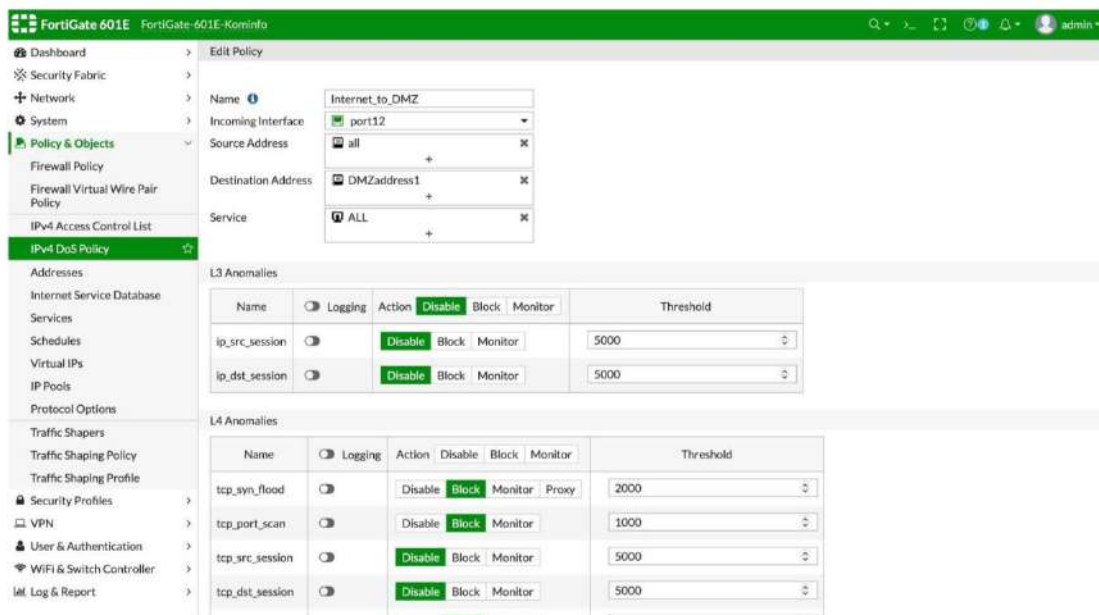 FortiGate 601E FortiGate-601E-Kominfo admin
Dashboard
Security Fabric
Network
System
Policy & Objects
Firewall Policy
Firewall Virtual Wire Pair
Policy
IPv4 Access Control List
IPv4 DoS Policy
Addresses
Internet Service Database
Services
Schedules
Virtual IPs
IP Pools
Protocol Options
Traffic Shapers
Traffic Shaping Policy
Traffic Shaping Profile
Security Profiles
VPN
User & Authentication
WiFi & Switch Controller
Log & Report
Edit Policy
Name Internet_to_DMZ
Incoming Interface port12
Source Address all
Destination Address DMZaddress1
Service ALL
L3 Anomalies
Name Logging Action Disable Block Monitor Threshold
ip_src_session Disable Block Monitor 5000
ip_dst_session Disable Block Monitor 5000
L4 Anomalies
Name Logging Action Disable Block Monitor Threshold
tcp_syn_flood Disable Block Monitor Proxy 2000
tcp_port_scan Disable Block Monitor 1000
tcp_src_session Disable Block Monitor 5000
tcp_dst_session Disable Block Monitor 5000